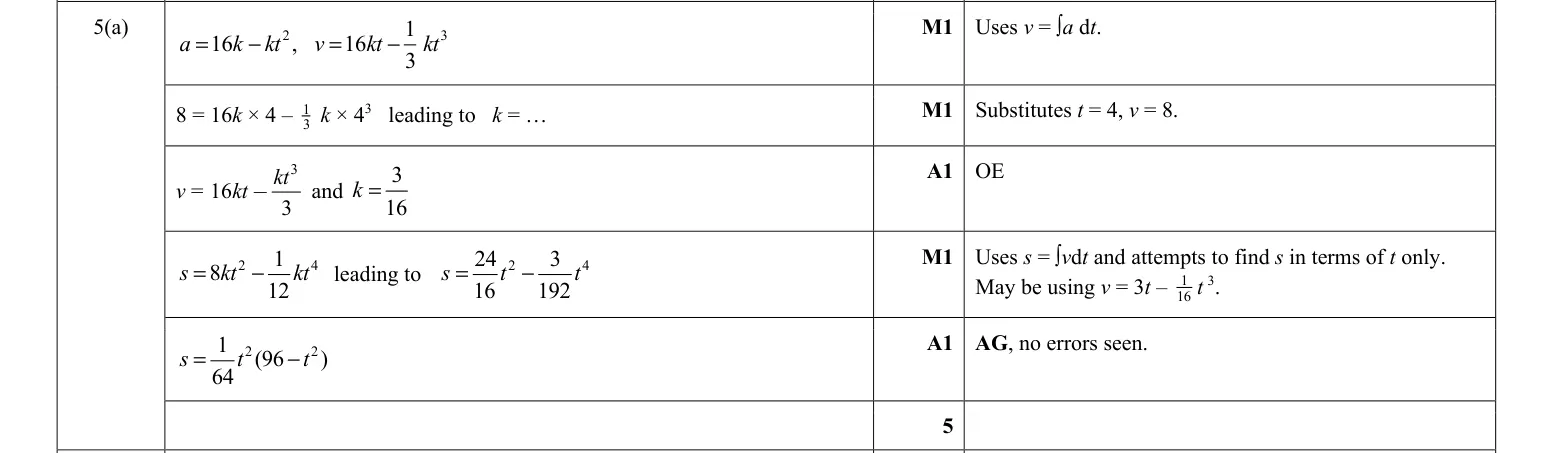 5(a)
a = 16k − kt², v = 16kt − 1/3 kt³ M1 Uses v = ∫a dt.
8 = 16k × 4 – 1/3 k × 4³ leading to k = … M1 Substitutes t = 4, v = 8.
v = 16kt – kt³/3 and k = 3/16 A1 OE
s = 8kt² − 1/12 kt⁴ leading to s = 24/16 t² − 3/192 t⁴ M1 Uses s = ∫vdt and attempts to find s in terms of t only.
May be using v = 3t – 1/16 t³.
s = 1/64 t²(96 − t²) A1 AG, no errors seen.
5